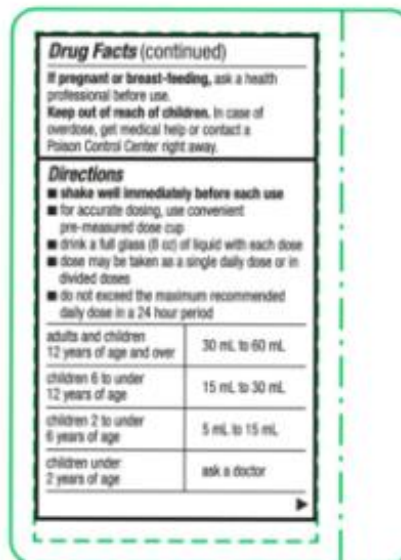 Drug Facts (continued)
If pregnant or breast-feeding, ask a health
professional before use.
Keep out of reach of children. In case of
overdose, get medical help or contact a
Poison Control Center right away.
Directions
■ shake well immediately before each use
■ for accurate dosing, use convenient
pre-measured dose cup
■ drink a full glass (8 oz) of liquid with each dose
■ dose may be taken as a single daily dose or in
divided doses
■ do not exceed the maximum recommended
daily dose in a 24 hour period
adults and children
12 years of age and over 30 mL to 60 mL
children 6 to under
12 years of age 15 mL to 30 mL
children 2 to under
6 years of age 5 mL to 15 mL
children under
2 years of age ask a doctor